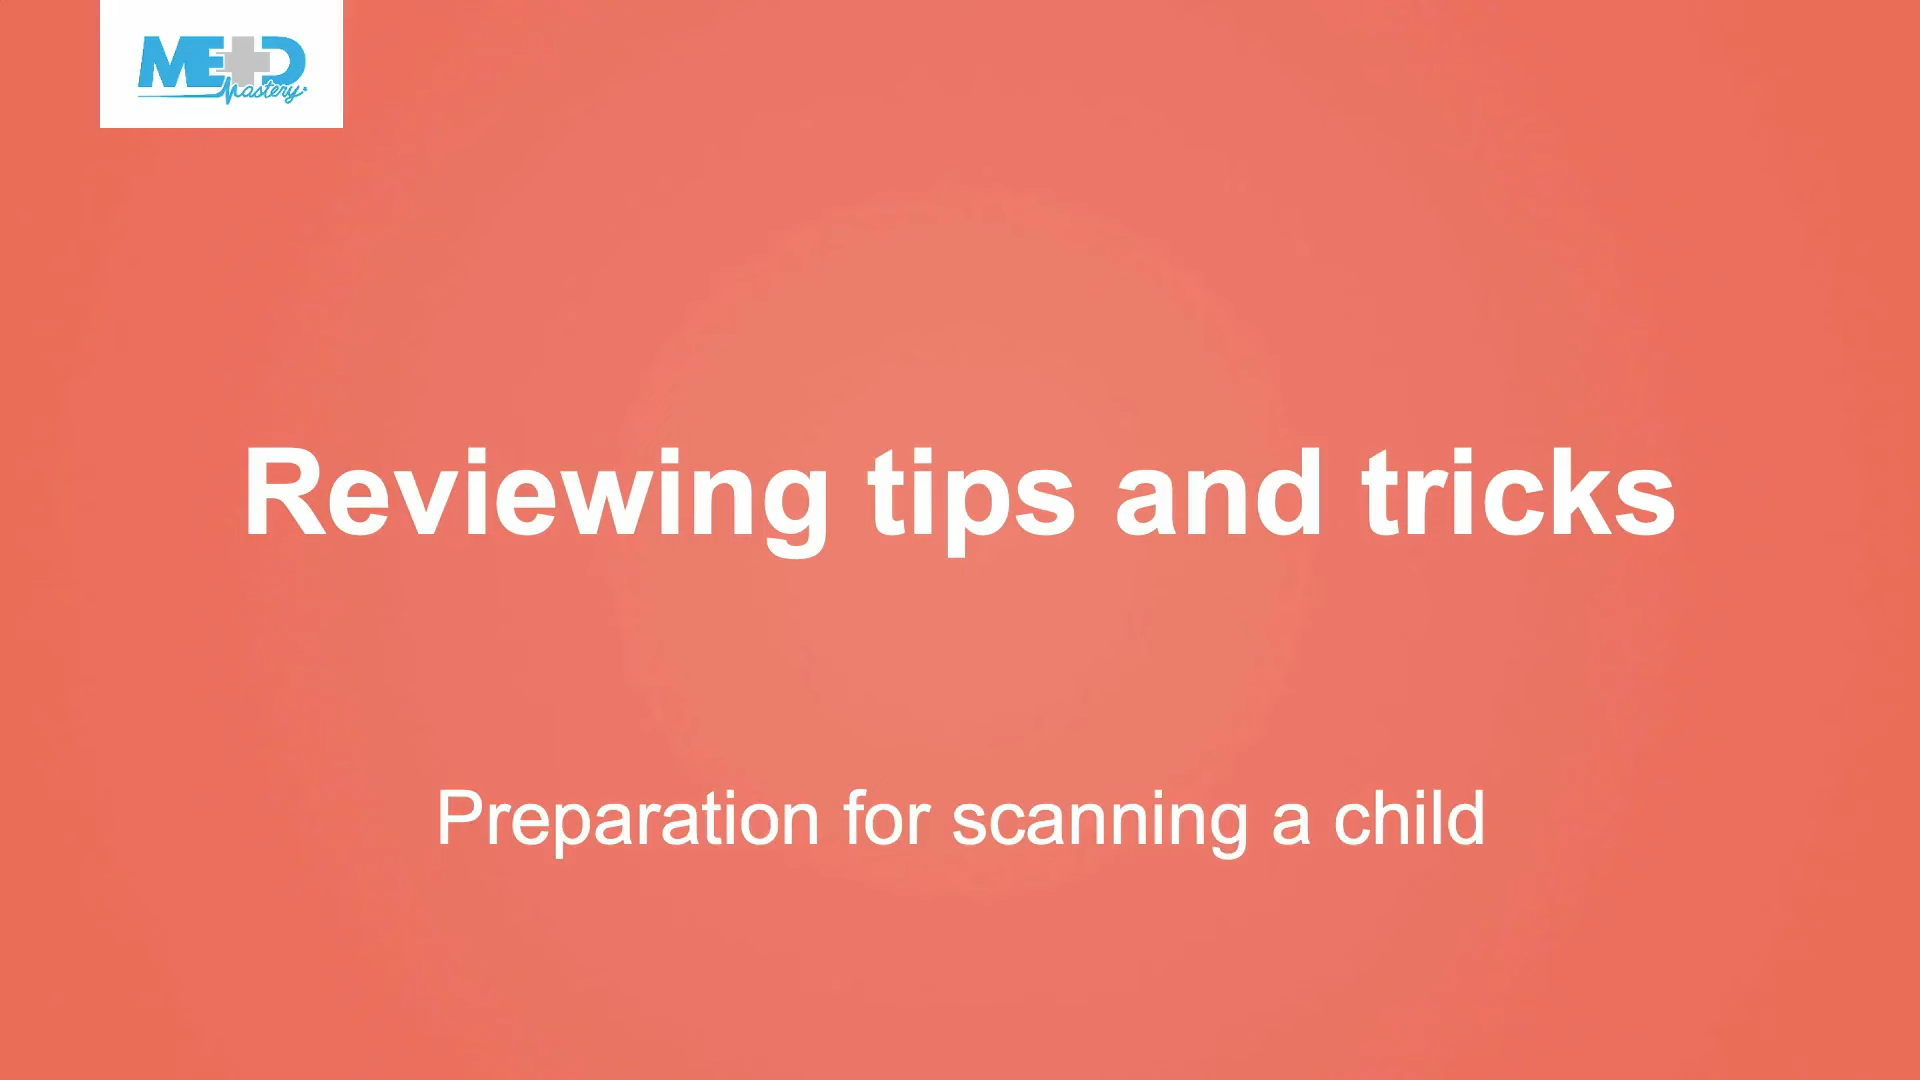 MED
Mastery
Reviewing tips and tricks
Preparation for scanning a child